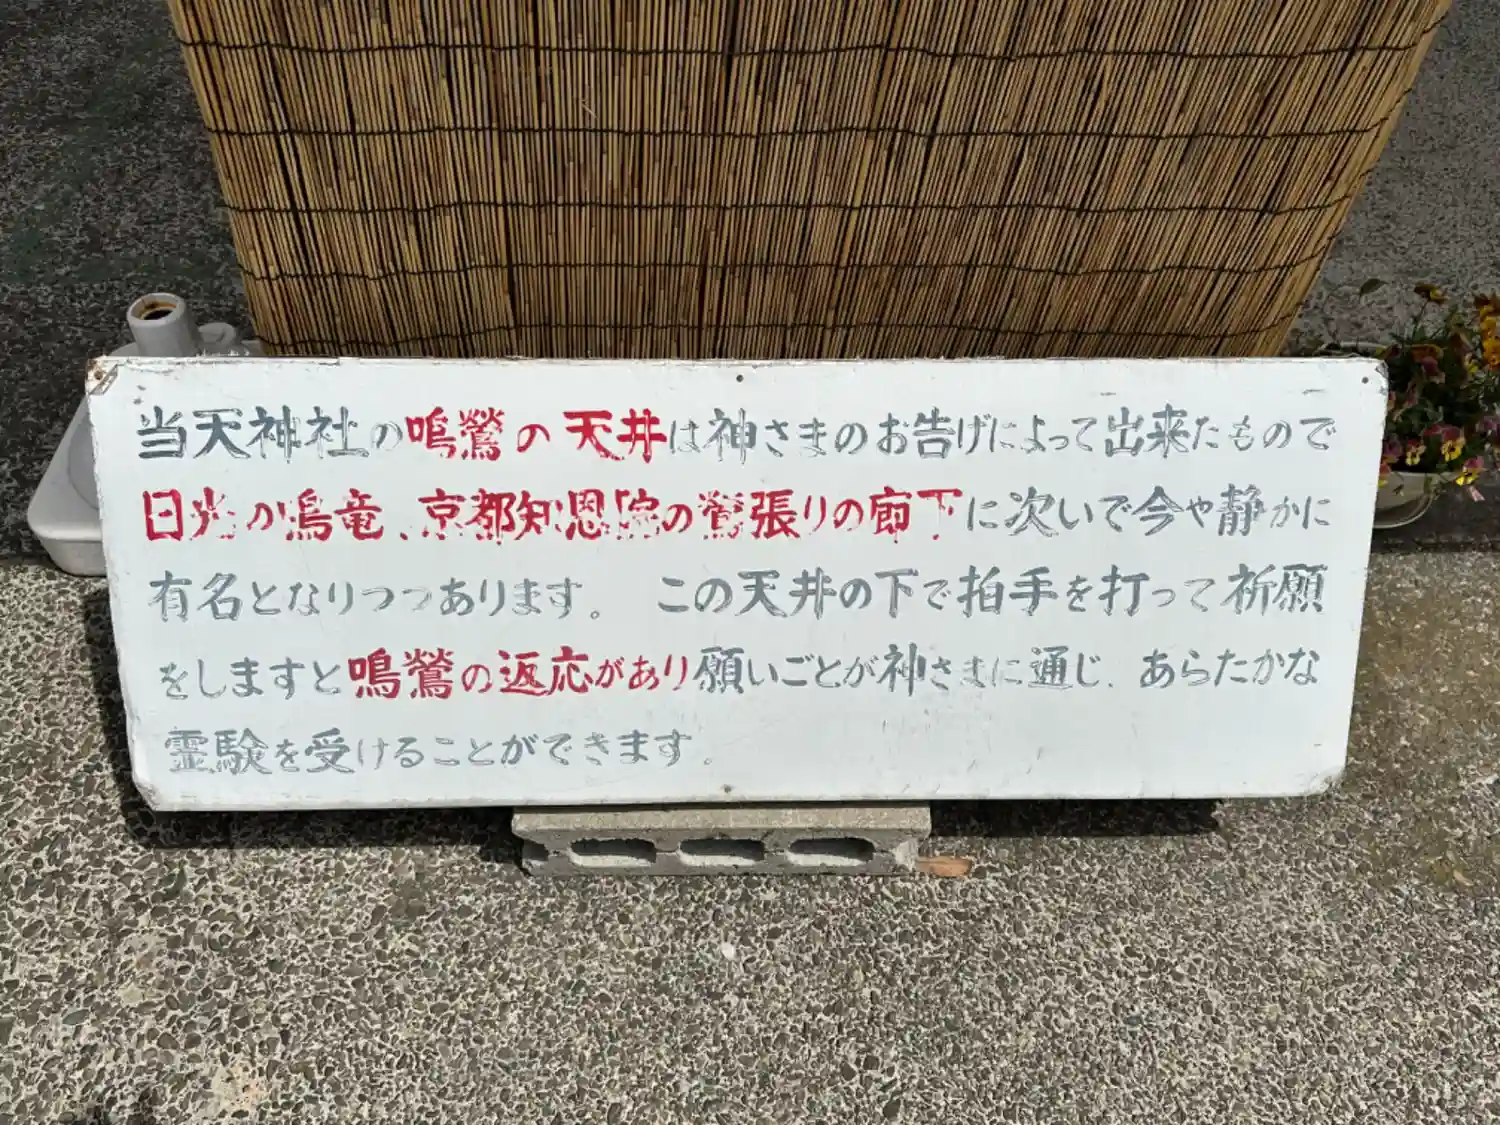 当天神社の鳴鶯の天井は神さまのお告げによって出来たもので
日光の鳴竜、京都知恩院の鶯張りの廊下に次いで今や静かに
有名となりつつあります。 この天井の下で拍手を打って祈願
をしますと鳴鶯の返応があり願いごとが神さまに通じ、あらたかな
霊験を受けることができます。